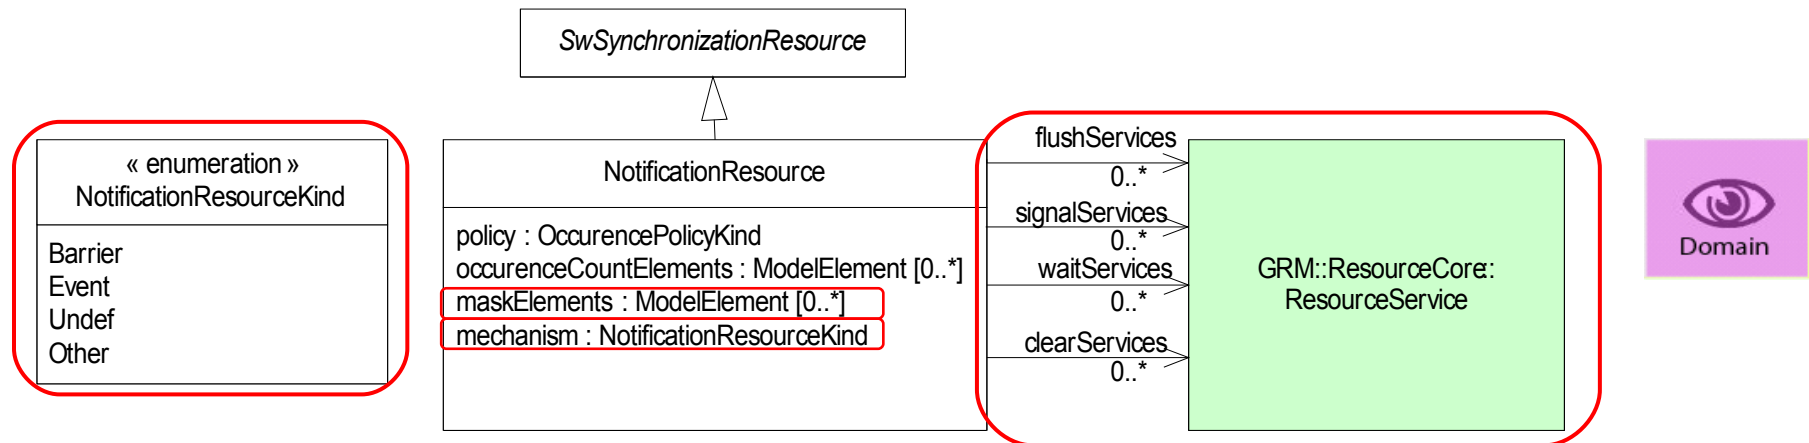 SwSynchronizationResource
« enumeration »
NotificationResourceKind
Barrier
Event
Undef
Other
NotificationResource
policy : OccurencePolicyKind
occurenceCountElements : ModelElement [0..*]
maskElements : ModelElement [0..*]
mechanism : NotificationResourceKind
flushServices
0..*
signalServices
0..*
waitServices
0..*
clearServices
0..*
GRM::ResourceCore::
ResourceService
Domain